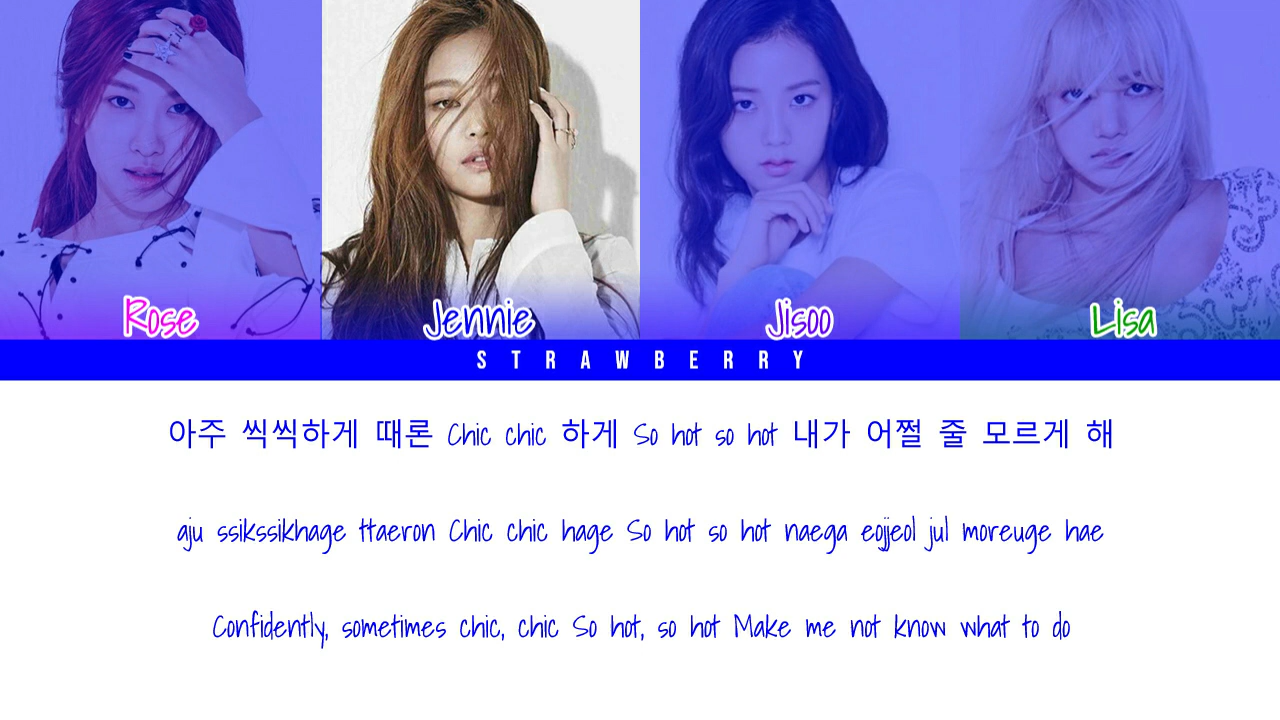 Rose Jennie Jisoo Lisa
STRAWBERRY
아주 씩씩하게 때론 Chic chic 하게 So hot so hot 내가 어쩔 줄 모르게 해
aju ssikssikhage ttaeron Chic chic hage So hot so hot naega eojjeol jul moreuge hae
Confidently, sometimes chic, chic So hot, so hot Make me not know what to do